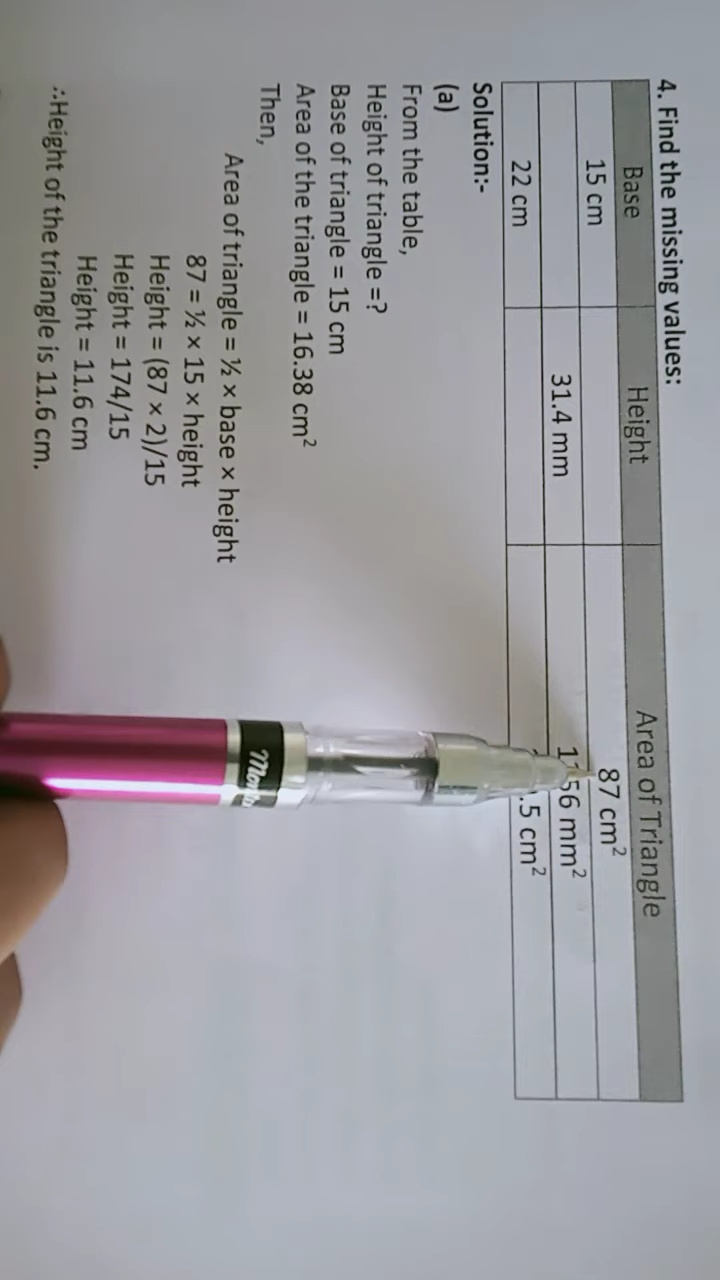 4. Find the missing values:
Base Height Area of Triangle
15 cm 87 cm²
31.4 mm mm²
22 cm cm²
Solution:-
(a)
From the table,
Height of triangle =?
Base of triangle = 15 cm
Area of the triangle = 16.38 cm²
Then,
Area of triangle = ½ × base × height
87 = ½ × 15 × height
Height = (87 × 2)/15
Height = 174/15
Height = 11.6 cm
∴Height of the triangle is 11.6 cm.